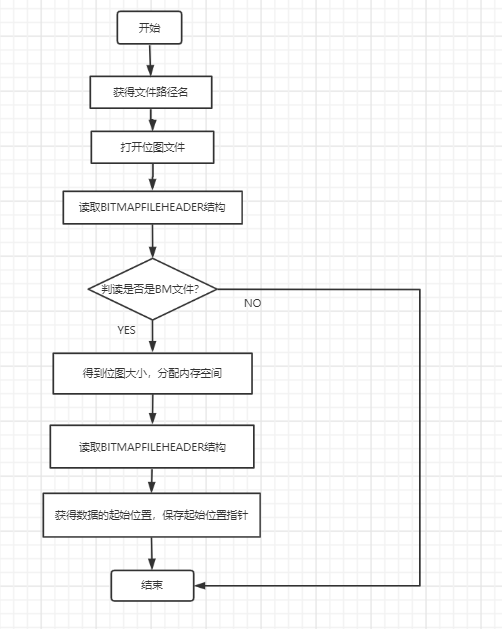 开始
获得文件路径名
打开位图文件
读取BITMAPFILEHEADER结构
判读是否是BM文件?
NO
YES
得到位图大小，分配内存空间
读取BITMAPFILEHEADER结构
获得数据的起始位置，保存起始位置指针
结束